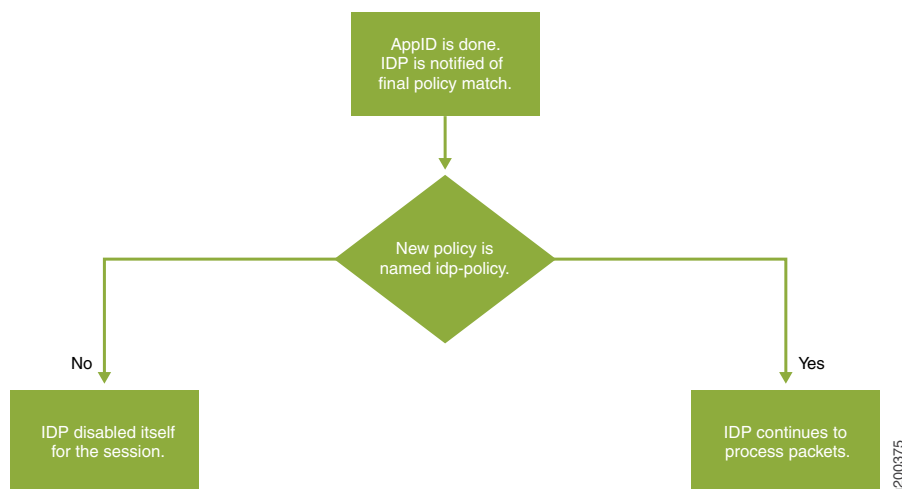 AppID is done.
IDP is notified of
final policy match.
New policy is
named idp-policy.
No
Yes
IDP disabled itself
for the session.
IDP continues to
process packets.
200375